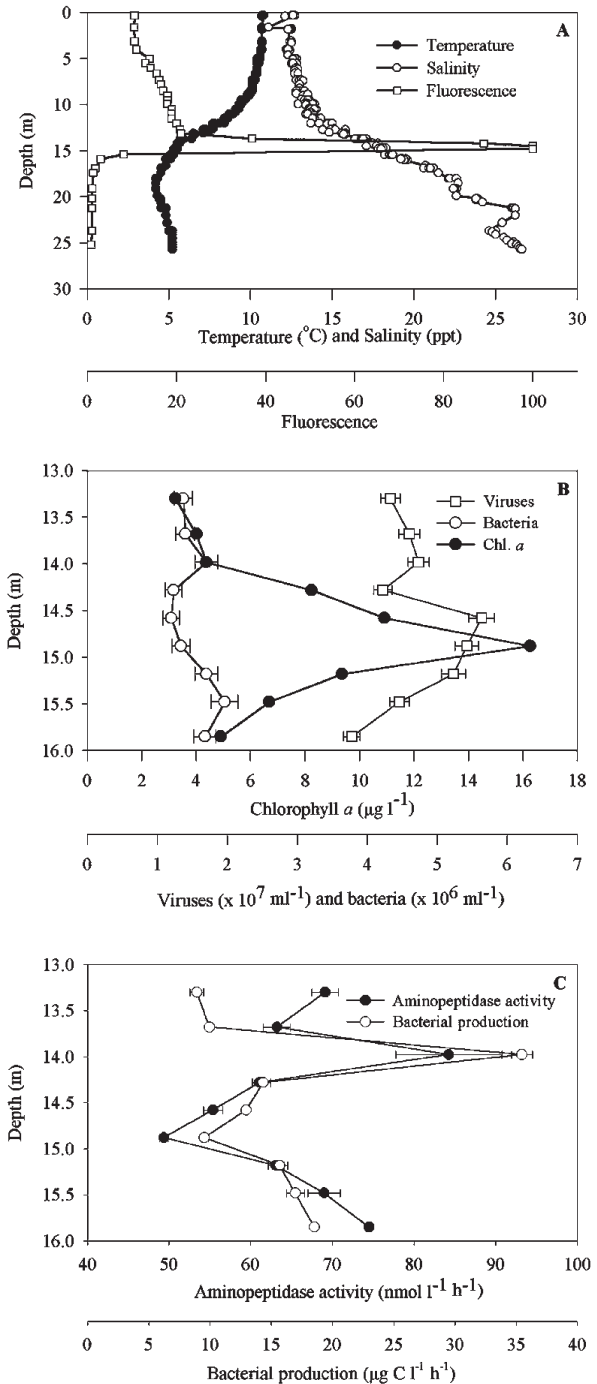 0
A
5
Temperature
Salinity
10
Fluorescence
15
20
25
30
Depth (m)
0 5 10 15 20 25 30
Temperature (°C) and Salinity (ppt)
0 20 40 60 80 100
Fluorescence
13.0
B
13.5
Viruses
Bacteria
14.0
Chl. a
14.5
15.0
15.5
16.0
Depth (m)
0 2 4 6 8 10 12 14 16 18
Chlorophyll a (µg l⁻¹)
0 1 2 3 4 5 6 7
Viruses (x 10⁷ ml⁻¹) and bacteria (x 10⁶ ml⁻¹)
13.0
C
13.5
Aminopeptidase activity
Bacterial production
14.0
14.5
15.0
15.5
16.0
Depth (m)
40 50 60 70 80 90 100
Aminopeptidase activity (nmol l⁻¹ h⁻¹)
0 5 10 15 20 25 30 35 40
Bacterial production (µg C l⁻¹ h⁻¹)